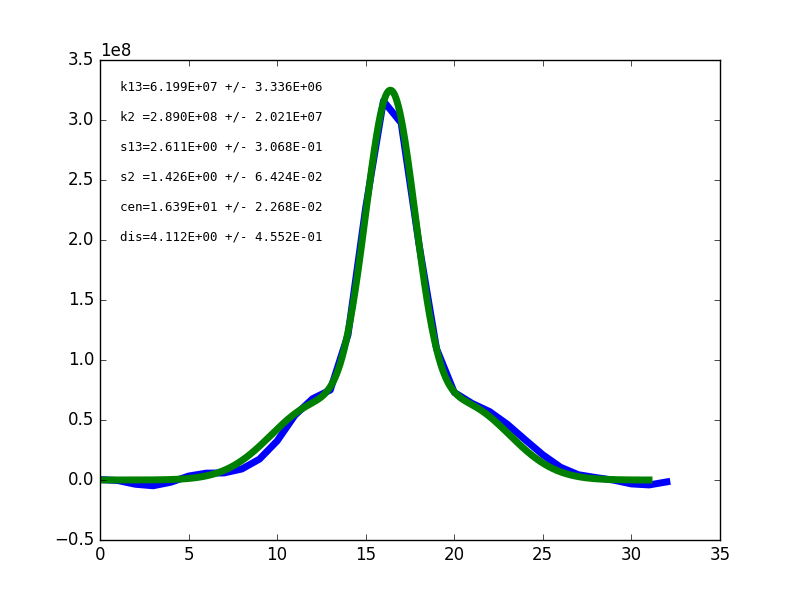 1e8
3.5
3.0
2.5
2.0
1.5
1.0
0.5
0.0
−0.5
k13=6.199E+07 +/- 3.336E+06
k2 =2.890E+08 +/- 2.021E+07
s13=2.611E+00 +/- 3.068E-01
s2 =1.426E+00 +/- 6.424E-02
cen=1.639E+01 +/- 2.268E-02
dis=4.112E+00 +/- 4.552E-01
0 5 10 15 20 25 30 35